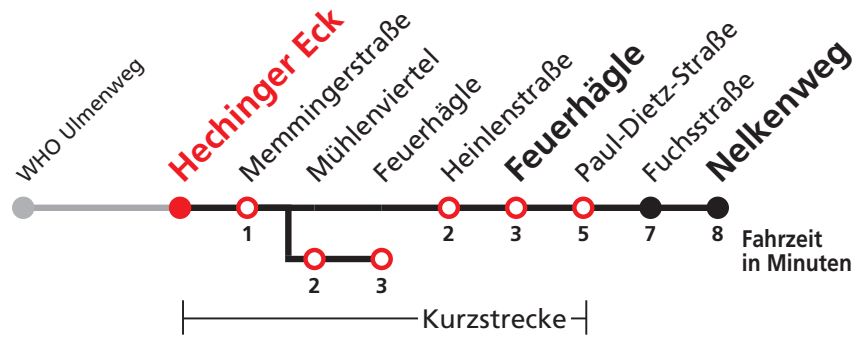 WHO Ulmenweg
Hechinger Eck
Memmingerstraße
Mühlenviertel
Feuerhägle
Heinlenstraße
Feuerhägle
Paul-Dietz-Straße
Fuchsstraße
Nelkenweg
1
2
3
5
7
8
Fahrzeit
in Minuten
2
3
Kurzstrecke